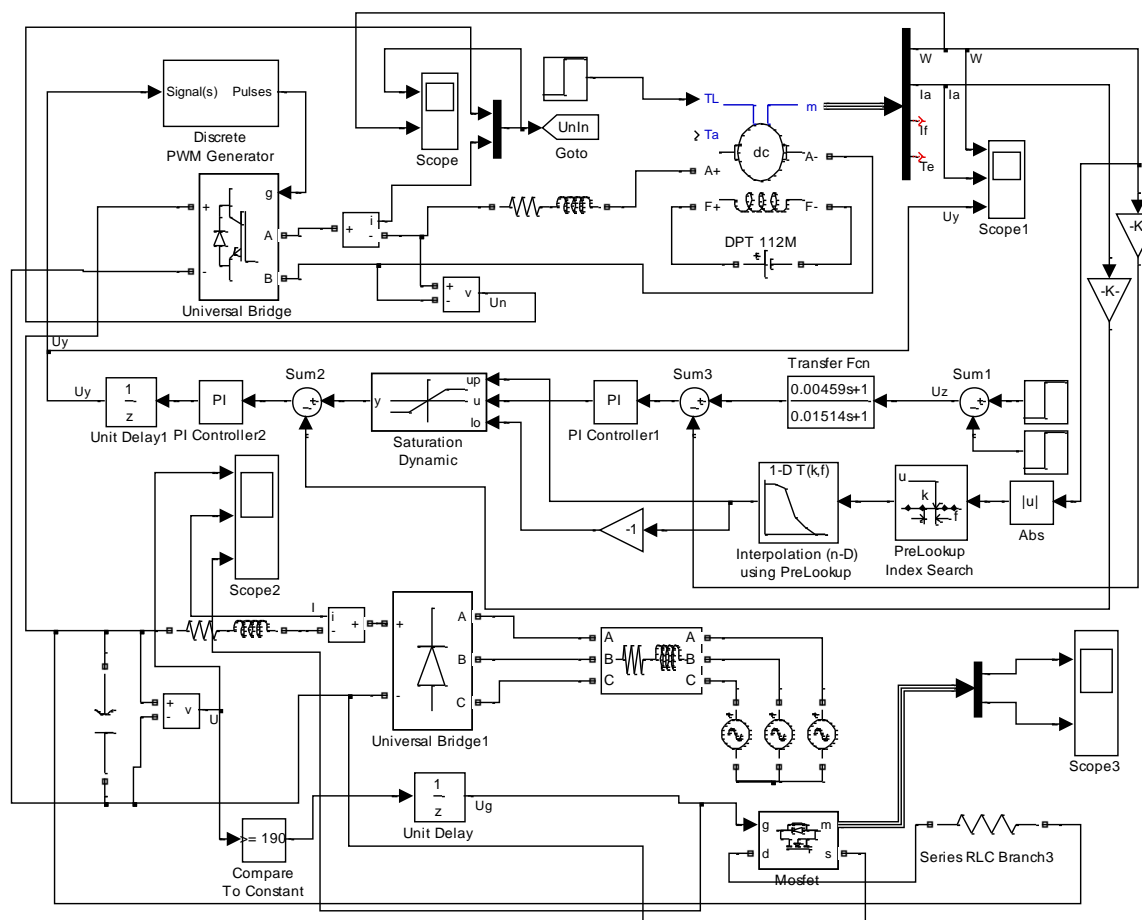 W
Ia
Ia
If
Te
Signal(s) Pulses
Discrete
PWM Generator
Scope
UnIn
Goto
TL
m
Ta
dc
A+
A-
F+
F-
DPT 112M
Scope1
Uy
-K-
-K-
g
+
A
-
B
Universal Bridge
+
i
-
+
-
v
Un
Uy
Uy
1
z
Unit Delay1
PI
PI Controller2
Sum2
up
u
lo
y
Saturation
Dynamic
PI
PI Controller1
Sum3
Transfer Fcn
0.00459s+1
0.01514s+1
Uz
Sum1
Scope2
-1
1-D T(k,f)
Interpolation (n-D)
using PreLookup
u
k
f
PreLookup
Index Search
|u|
Abs
I
i
-
+
+
-
A
B
C
Universal Bridge1
A
B
C
A
B
C
+
-
v
U
Scope3
>= 190
Compare
To Constant
1
z
Unit Delay
Ug
g
m
d
s
Mosfet
Series RLC Branch3